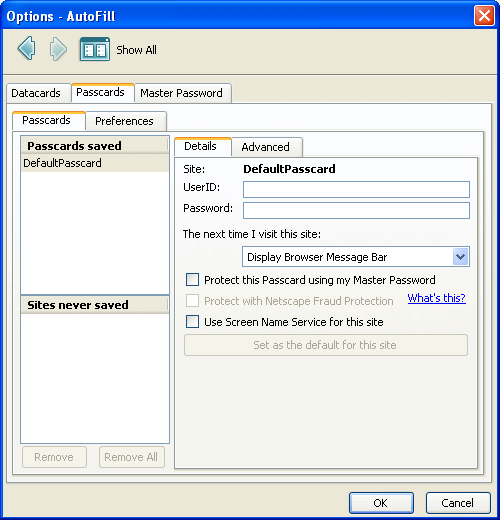 Options - AutoFill
Show All
Datacards
Passcards
Master Password
Passcards
Preferences
Passcards saved
DefaultPasscard
Sites never saved
Remove
Remove All
Details
Advanced
Site: DefaultPasscard
UserID:
Password:
The next time I visit this site:
Display Browser Message Bar
Protect this Passcard using my Master Password
Protect with Netscape Fraud Protection What's this?
Use Screen Name Service for this site
Set as the default for this site
OK
Cancel